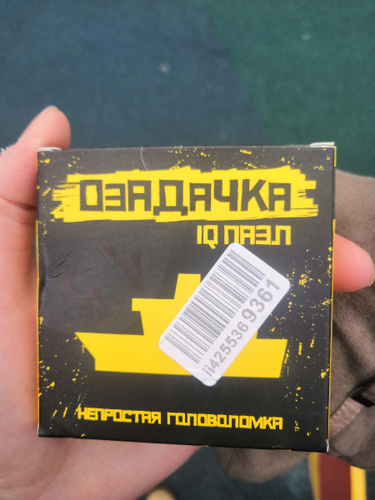 ОЗАДАЧКА
IQ ПАЗЛ
ii4255369361
НЕПРОСТАЯ ГОЛОВОЛОМКА